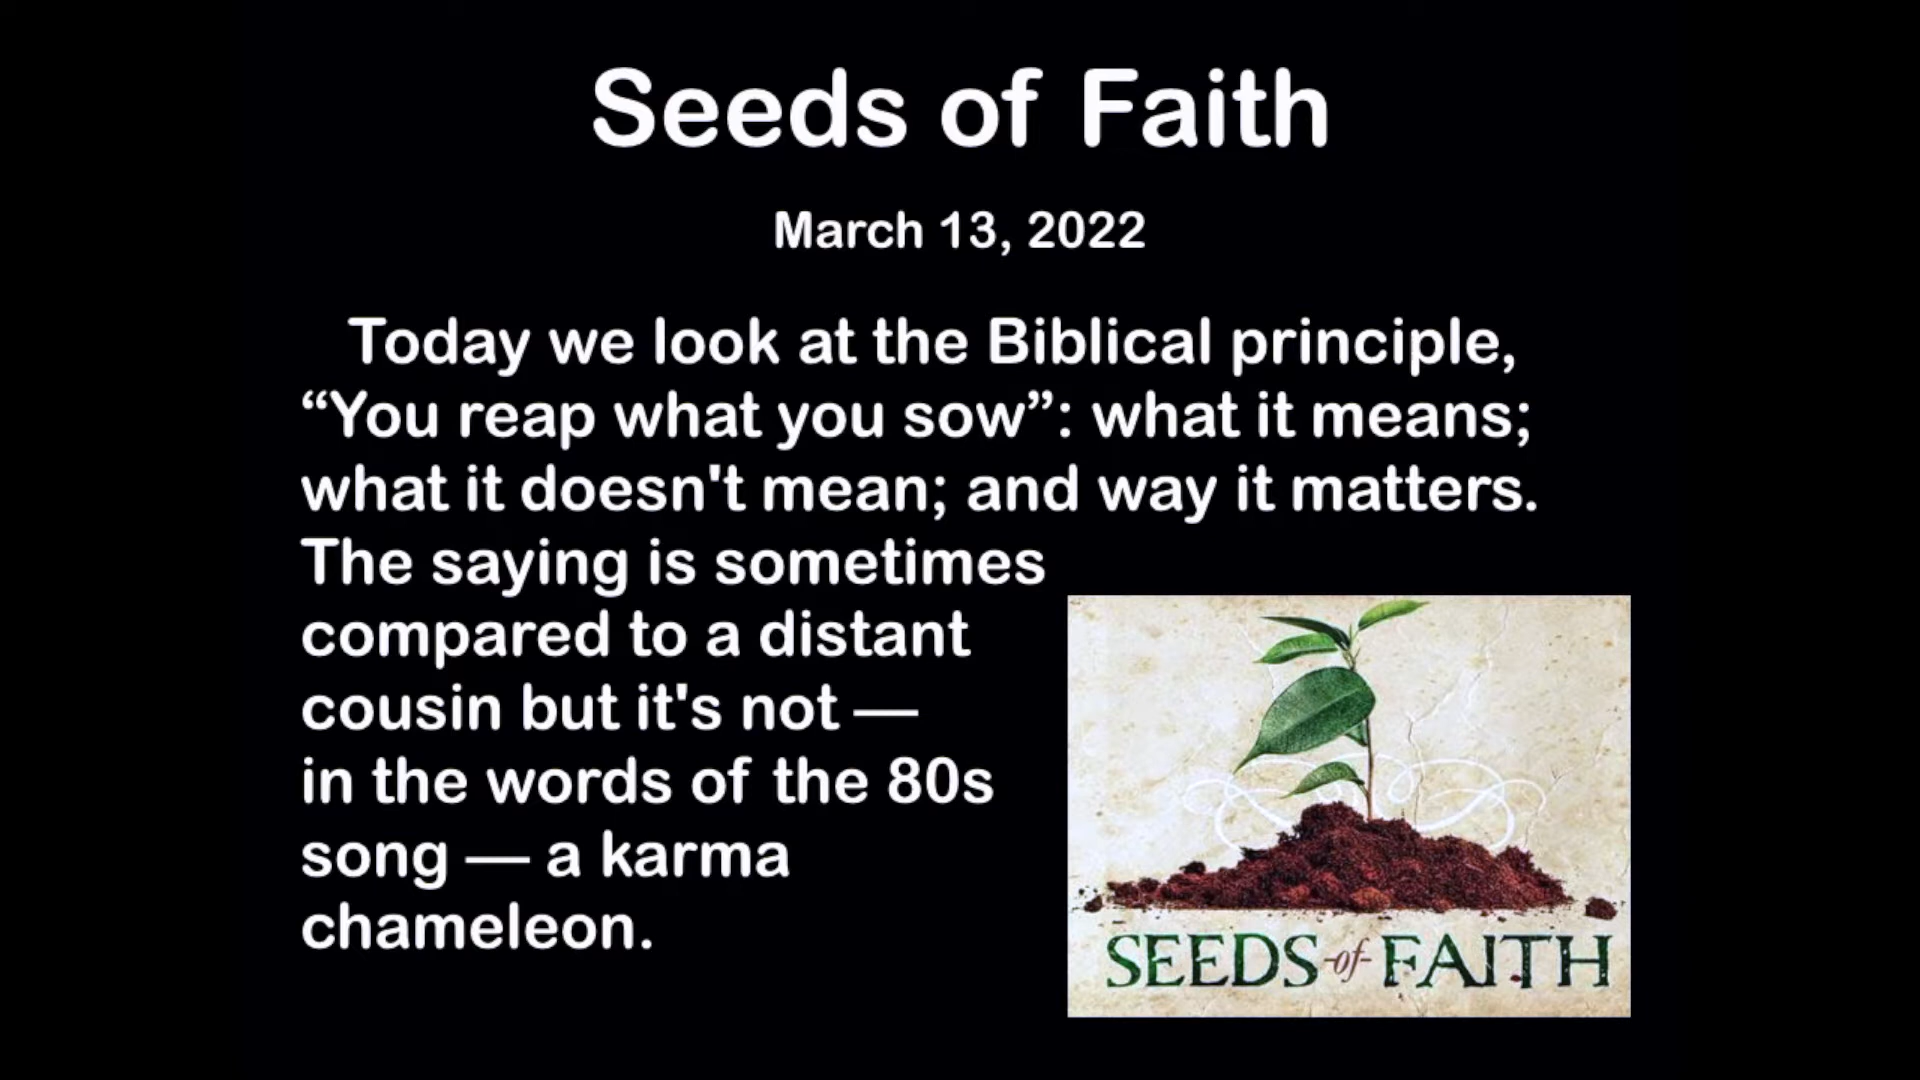 Seeds of Faith
March 13, 2022
Today we look at the Biblical principle,
“You reap what you sow”: what it means;
what it doesn't mean; and way it matters.
The saying is sometimes
compared to a distant
cousin but it's not —
in the words of the 80s
song — a karma
chameleon.
SEEDS of FAITH